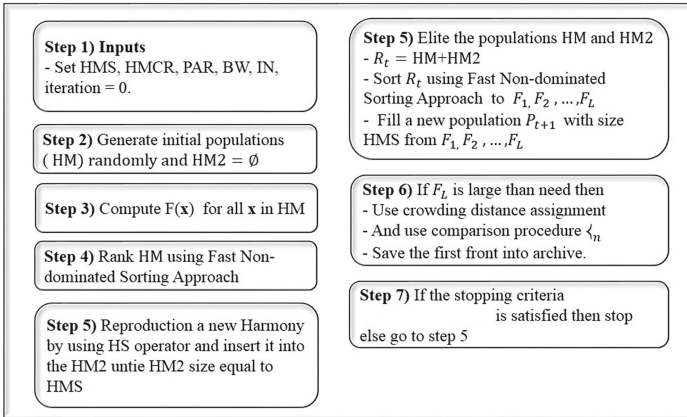 Step 1) Inputs
- Set HMS, HMCR, PAR, BW, IN,
iteration = 0.
Step 2) Generate initial populations
( HM) randomly and HM2 = ∅
Step 3) Compute F(x) for all x in HM
Step 4) Rank HM using Fast Non-
dominated Sorting Approach
Step 5) Reproduction a new Harmony
by using HS operator and insert it into
the HM2 untie HM2 size equal to
HMS
Step 5) Elite the populations HM and HM2
- R_t = HM+HM2
- Sort R_t using Fast Non-dominated
Sorting Approach to F_1, F_2 , ...,F_L
- Fill a new population P_{t+1} with size
HMS from F_1, F_2 , ...,F_L
Step 6) If F_L is large than need then
- Use crowding distance assignment
- And use comparison procedure ≺_n
- Save the first front into archive.
Step 7) If the stopping criteria
is satisfied then stop
else go to step 5